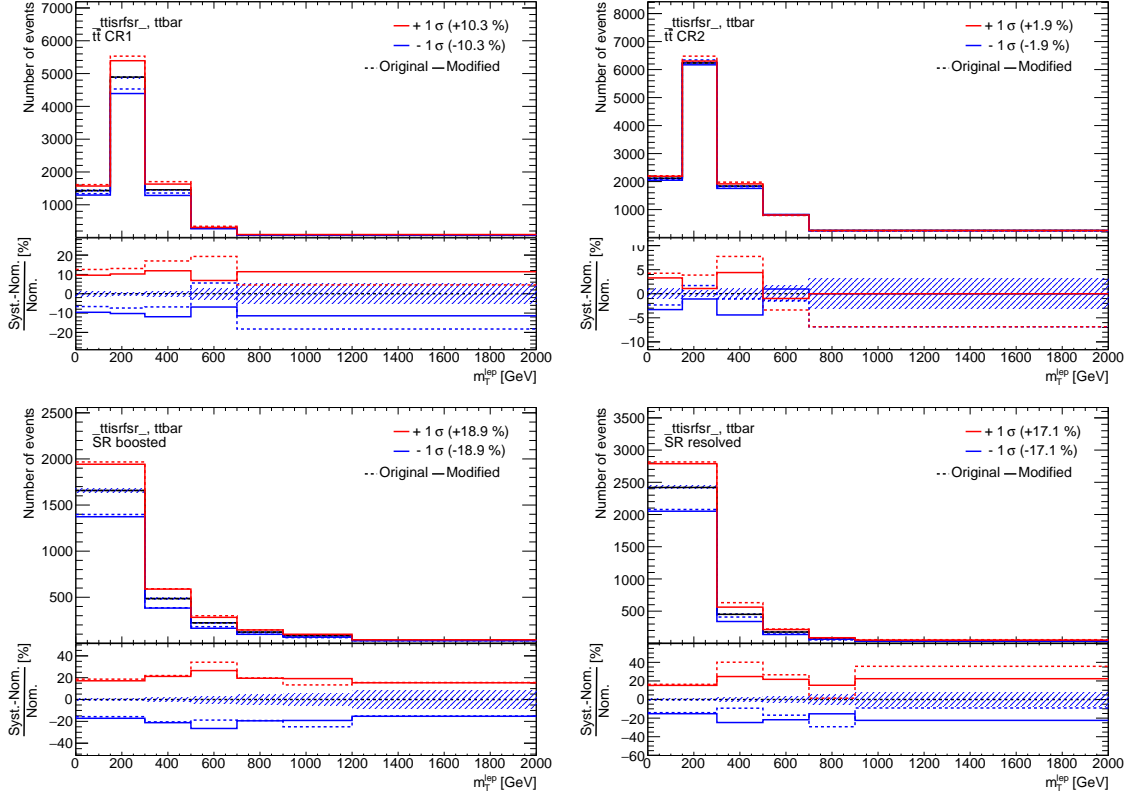 Number of events
7000
6000
5000
4000
3000
2000
1000
_ttisrfsr_, ttbar
tt CR1
+ 1 σ (+10.3 %)
- 1 σ (-10.3 %)
Original Modified
Syst.-Nom.
Nom.
[%]
20
10
0
−10
−20
0 200 400 600 800 1000 1200 1400 1600 1800 2000
m_T^lep [GeV]
Number of events
8000
7000
6000
5000
4000
3000
2000
1000
_ttisrfsr_, ttbar
tt CR2
+ 1 σ (+1.9 %)
- 1 σ (-1.9 %)
Original Modified
Syst.-Nom.
Nom.
[%]
10
5
0
−5
−10
0 200 400 600 800 1000 1200 1400 1600 1800 2000
m_T^lep [GeV]
Number of events
2500
2000
1500
1000
500
_ttisrfsr_, ttbar
SR boosted
+ 1 σ (+18.9 %)
- 1 σ (-18.9 %)
Original Modified
Syst.-Nom.
Nom.
[%]
40
20
0
−20
−40
0 200 400 600 800 1000 1200 1400 1600 1800 2000
m_T^lep [GeV]
Number of events
3500
3000
2500
2000
1500
1000
500
_ttisrfsr_, ttbar
SR resolved
+ 1 σ (+17.1 %)
- 1 σ (-17.1 %)
Original Modified
Syst.-Nom.
Nom.
[%]
40
20
0
−20
−40
−60
0 200 400 600 800 1000 1200 1400 1600 1800 2000
m_T^lep [GeV]